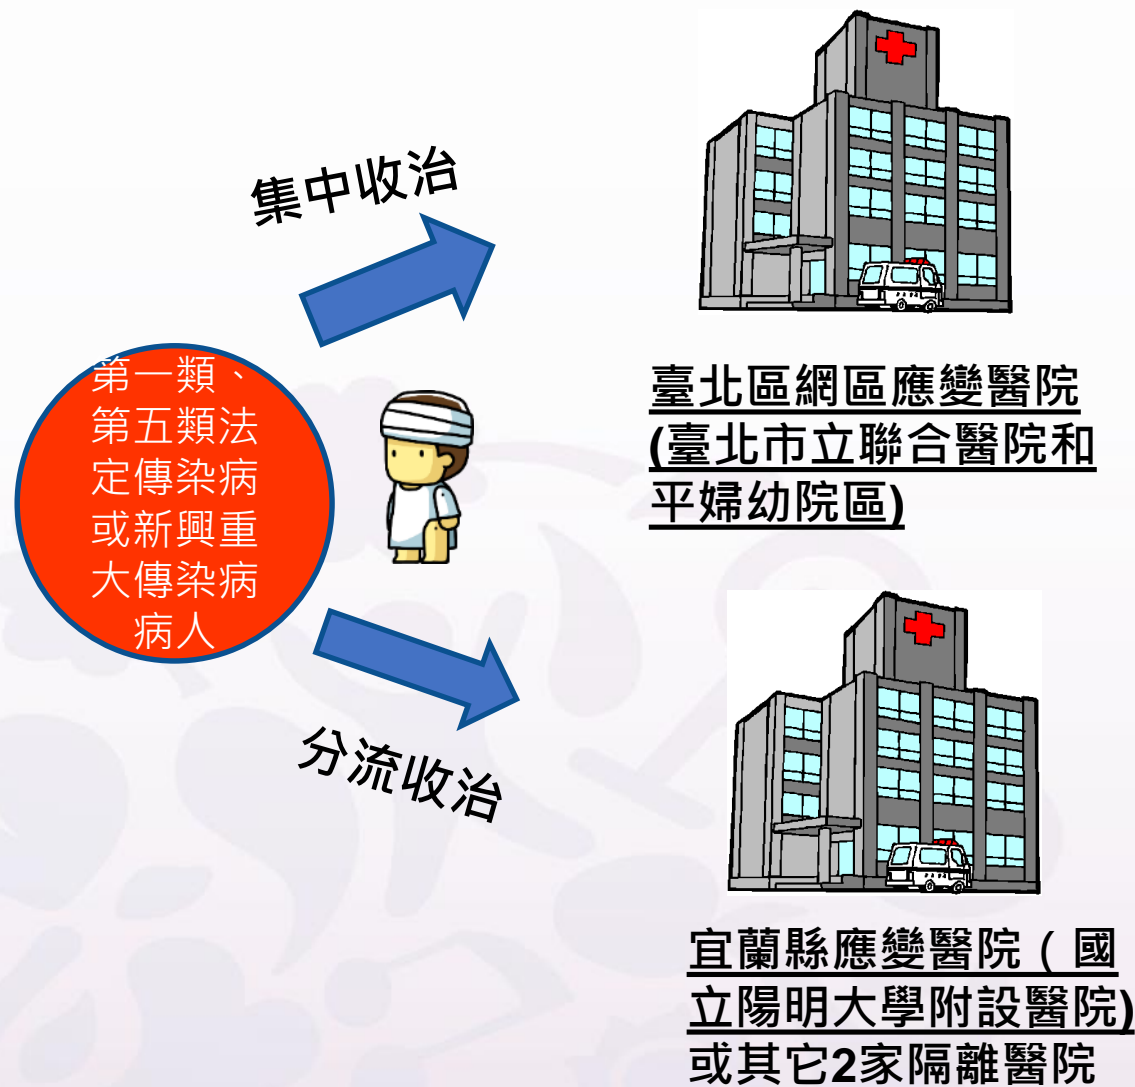 集中收治
臺北區網區應變醫院
(臺北市立聯合醫院和
平婦幼院區)
第一類、
第五類法
定傳染病
或新興重
大傳染病
病人
分流收治
宜蘭縣應變醫院（國
立陽明大學附設醫院)
或其它2家隔離醫院